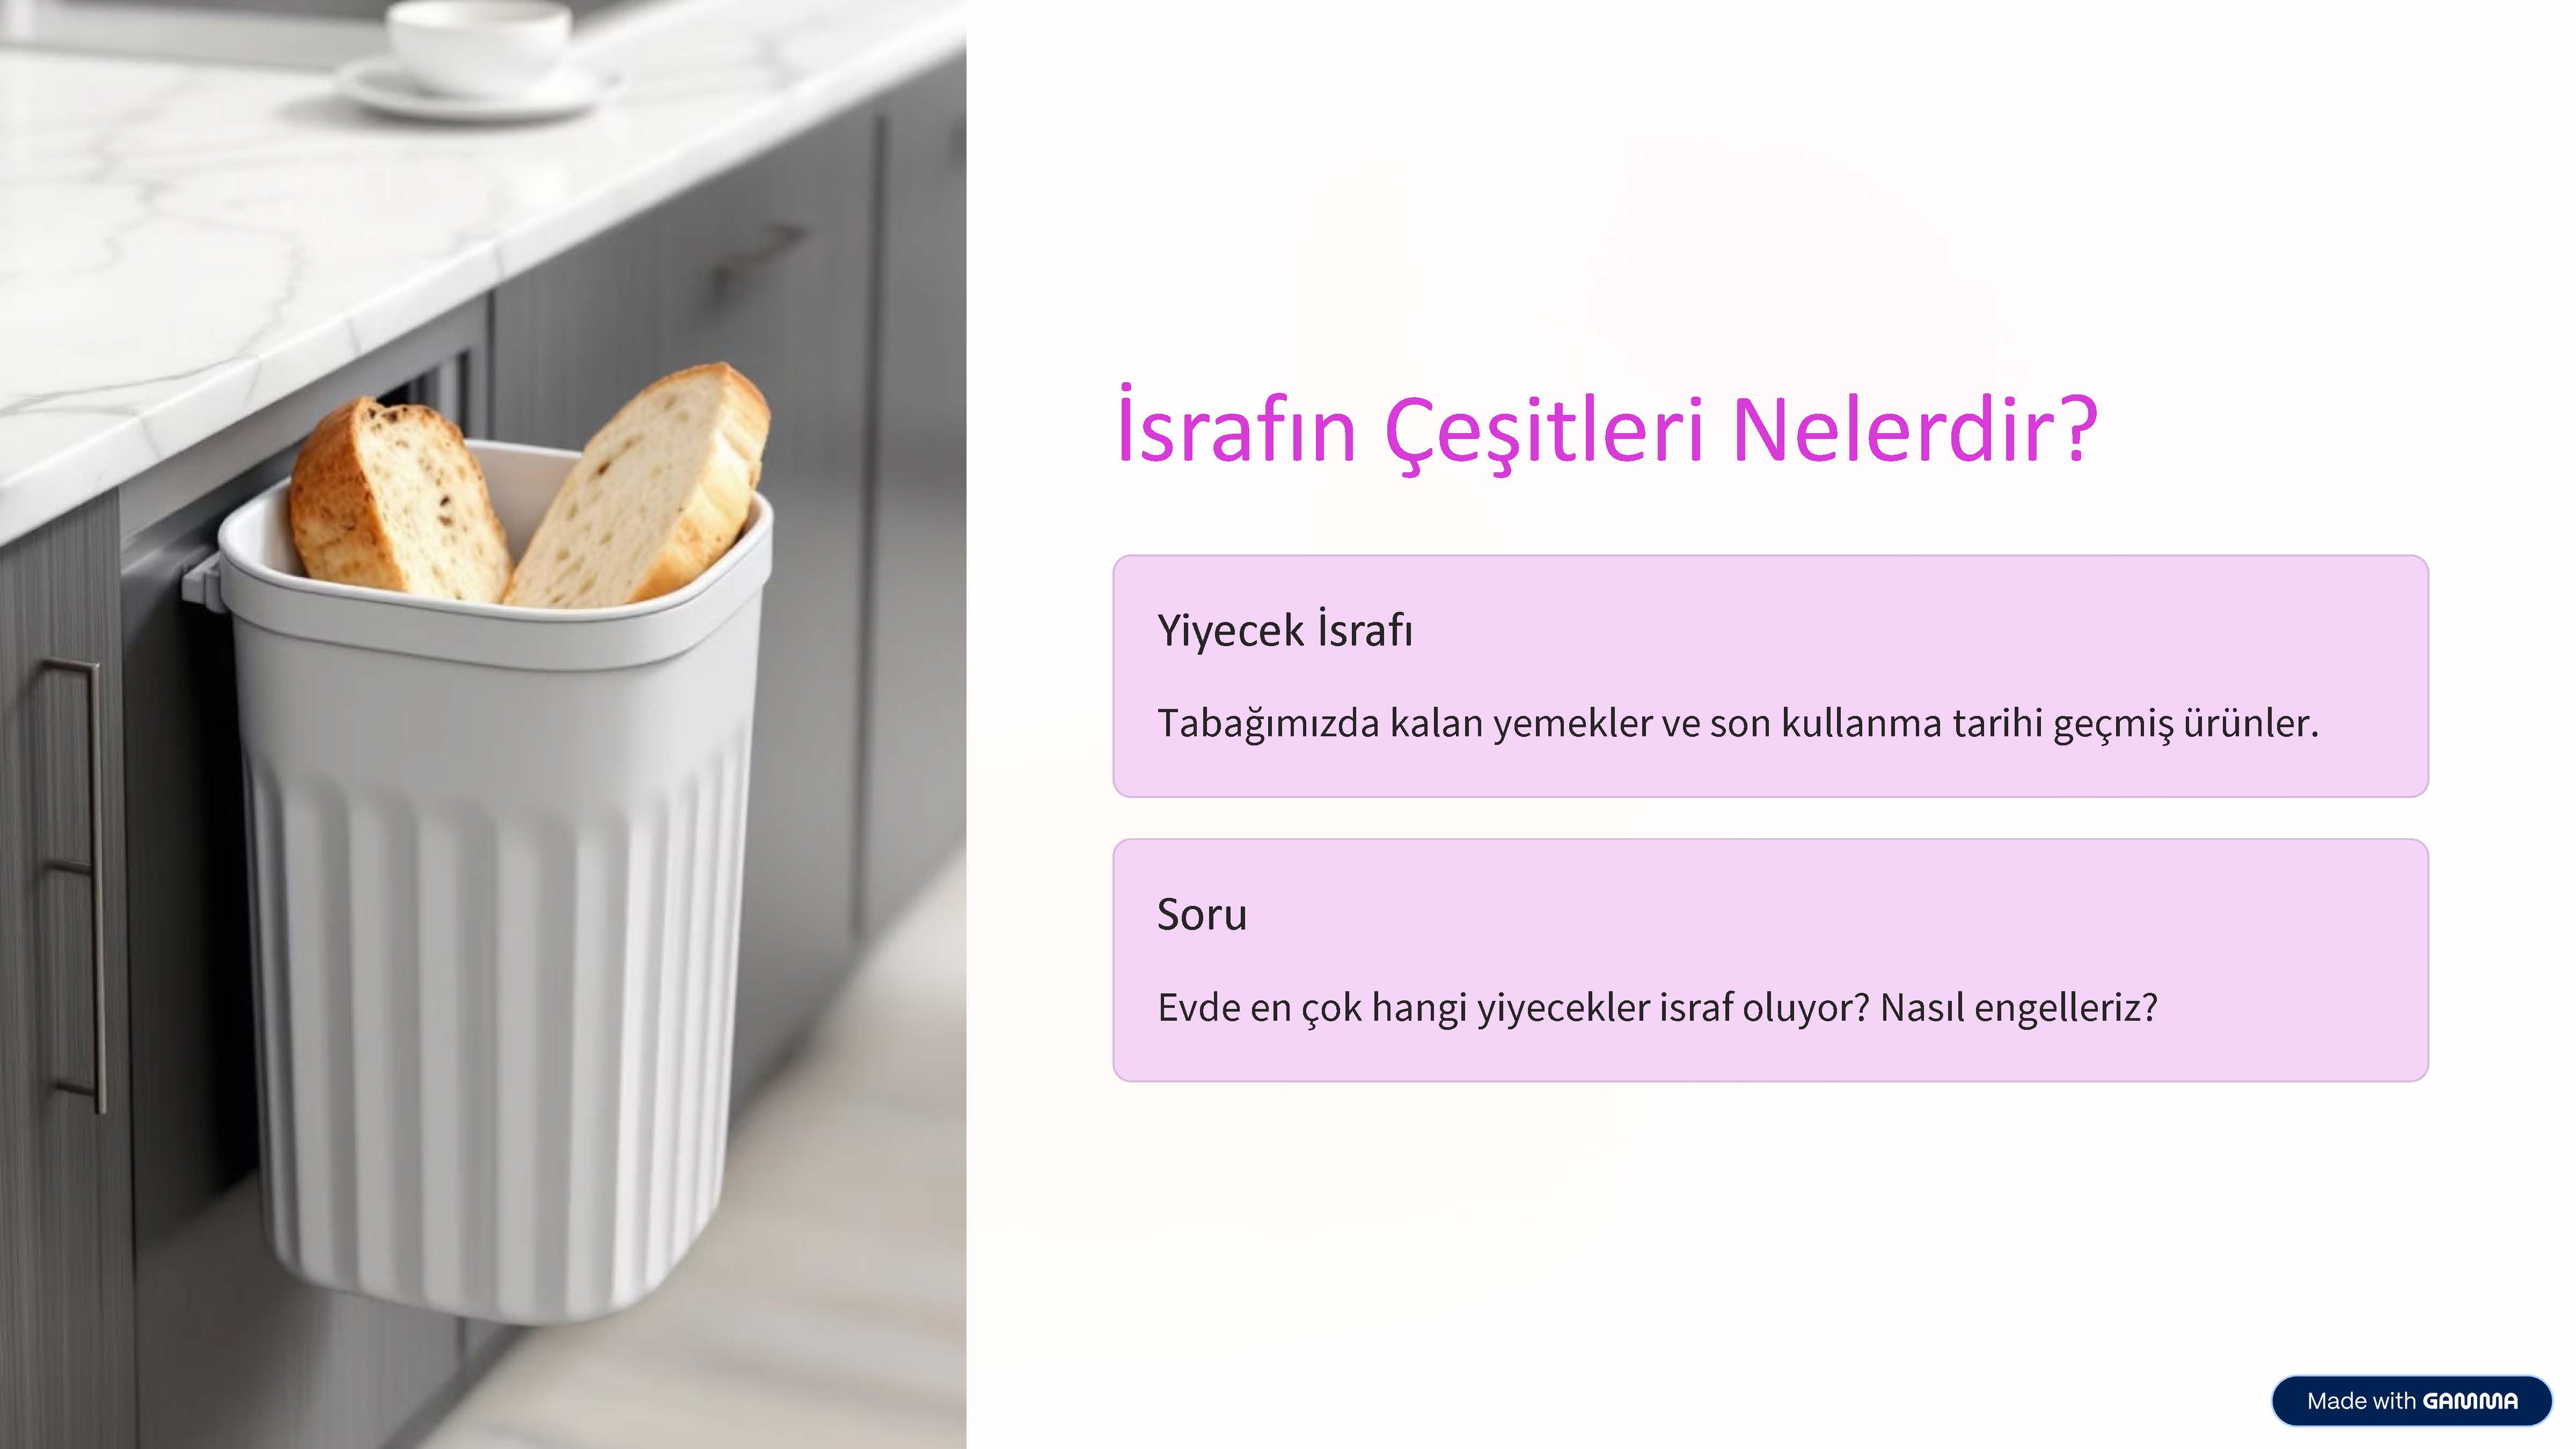 İsrafın Çeşitleri Nelerdir?
Yiyecek İsrafı
Tabağımızda kalan yemekler ve son kullanma tarihi geçmiş ürünler.
Soru
Evde en çok hangi yiyecekler israf oluyor? Nasıl engelleriz?
Made with GAMMA